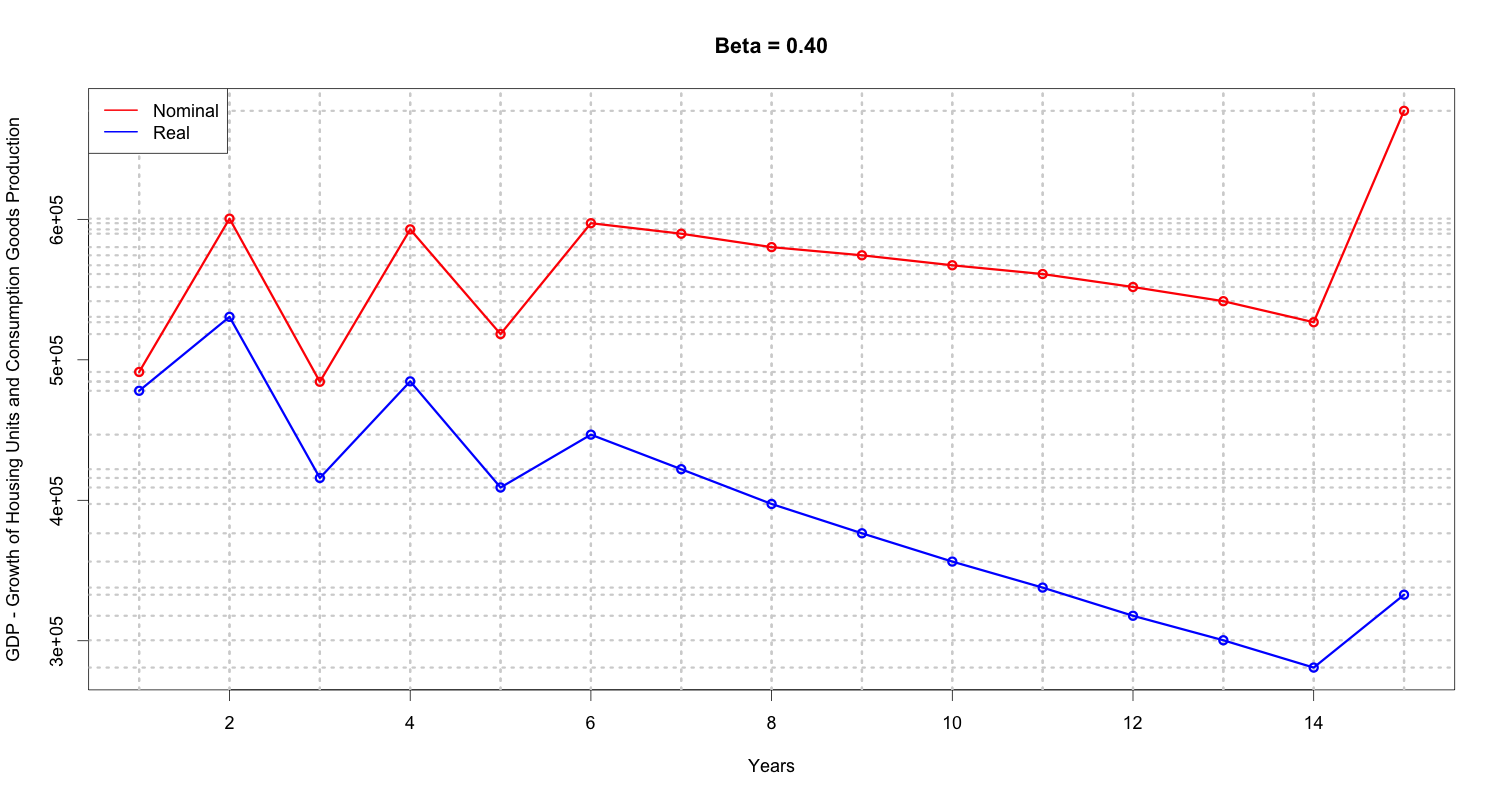 Beta = 0.40
Nominal
Real
GDP - Growth of Housing Units and Consumption Goods Production
6e+05
5e+05
4e+05
3e+05
2
4
6
8
10
12
14
Years